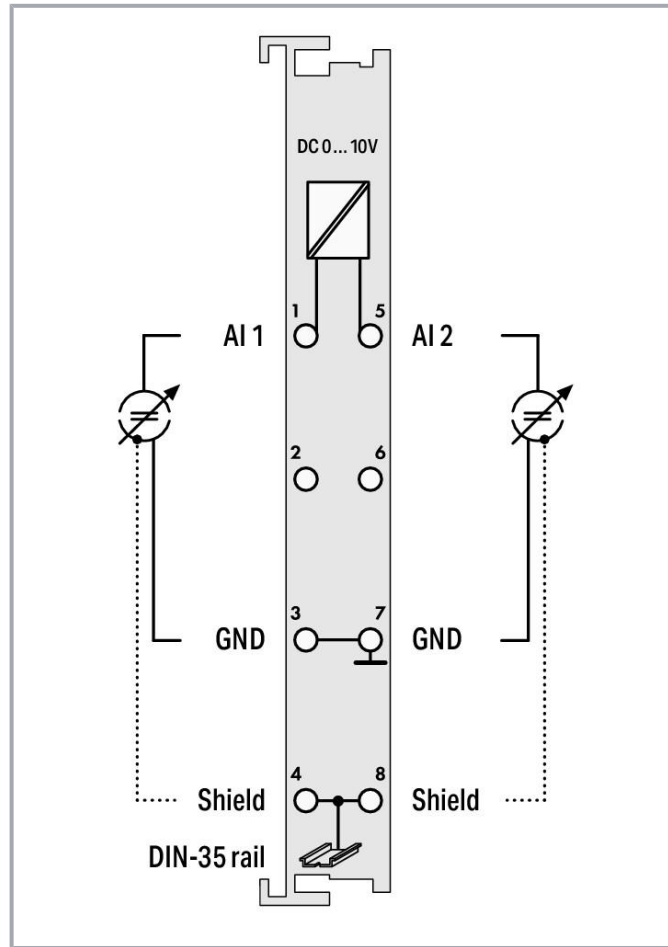 DC 0... 10V
1 5
AI 1 AI 2
2 6
3 7
GND GND
4 8
Shield Shield
DIN-35 rail